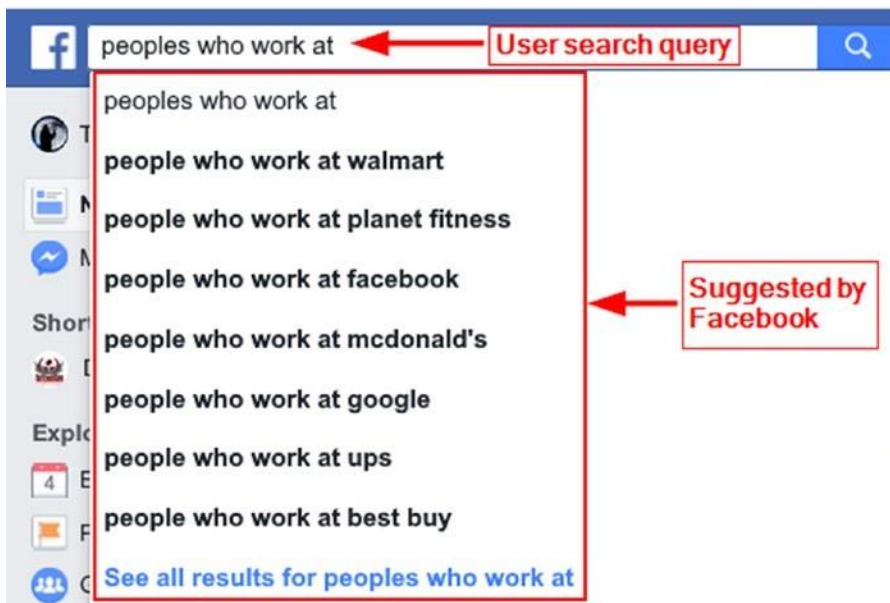 f
peoples who work at
User search query
peoples who work at
T
people who work at walmart
N
people who work at planet fitness
M
people who work at facebook
Suggested by
Facebook
Short
people who work at mcdonald's
D
people who work at google
Explo
people who work at ups
4 E
people who work at best buy
P
See all results for peoples who work at
G